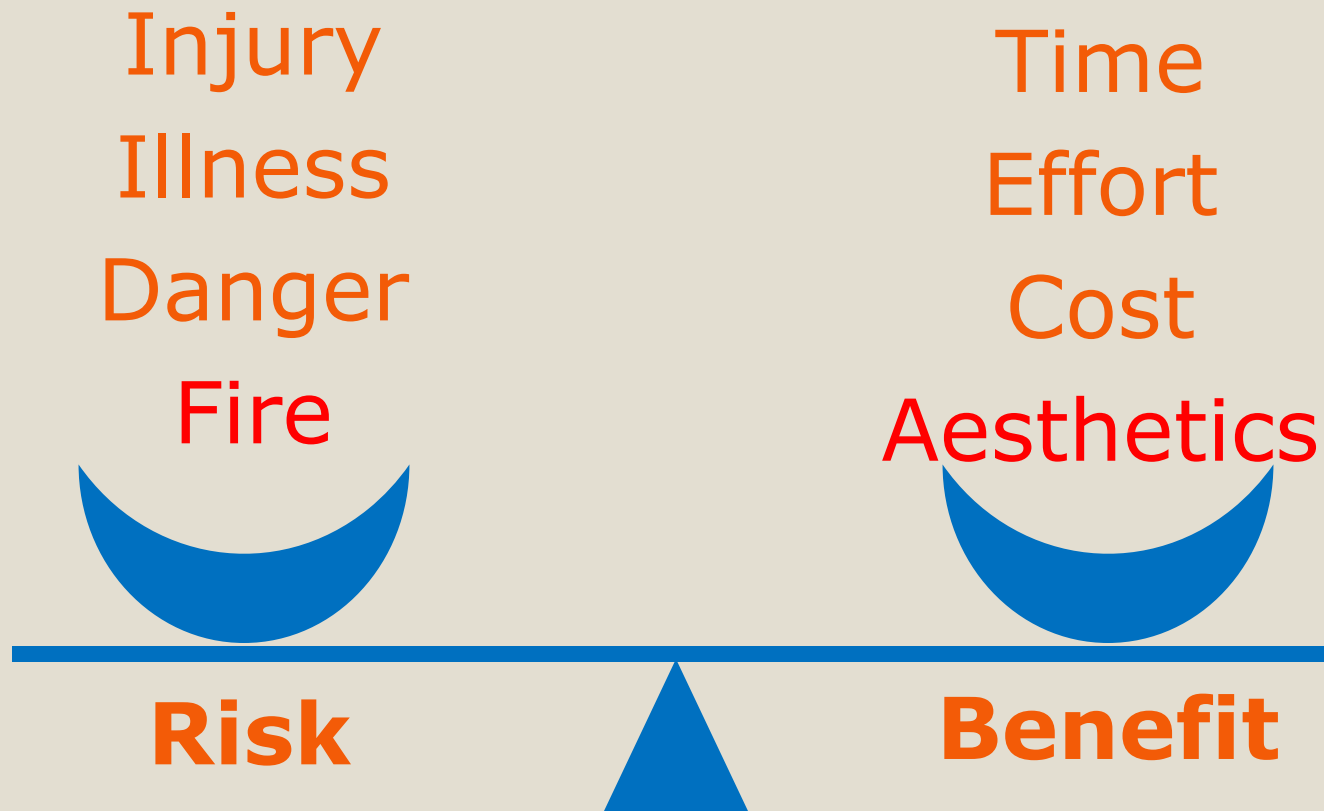 Injury
Illness
Danger
Fire
Risk
Time
Effort
Cost
Aesthetics
Benefit